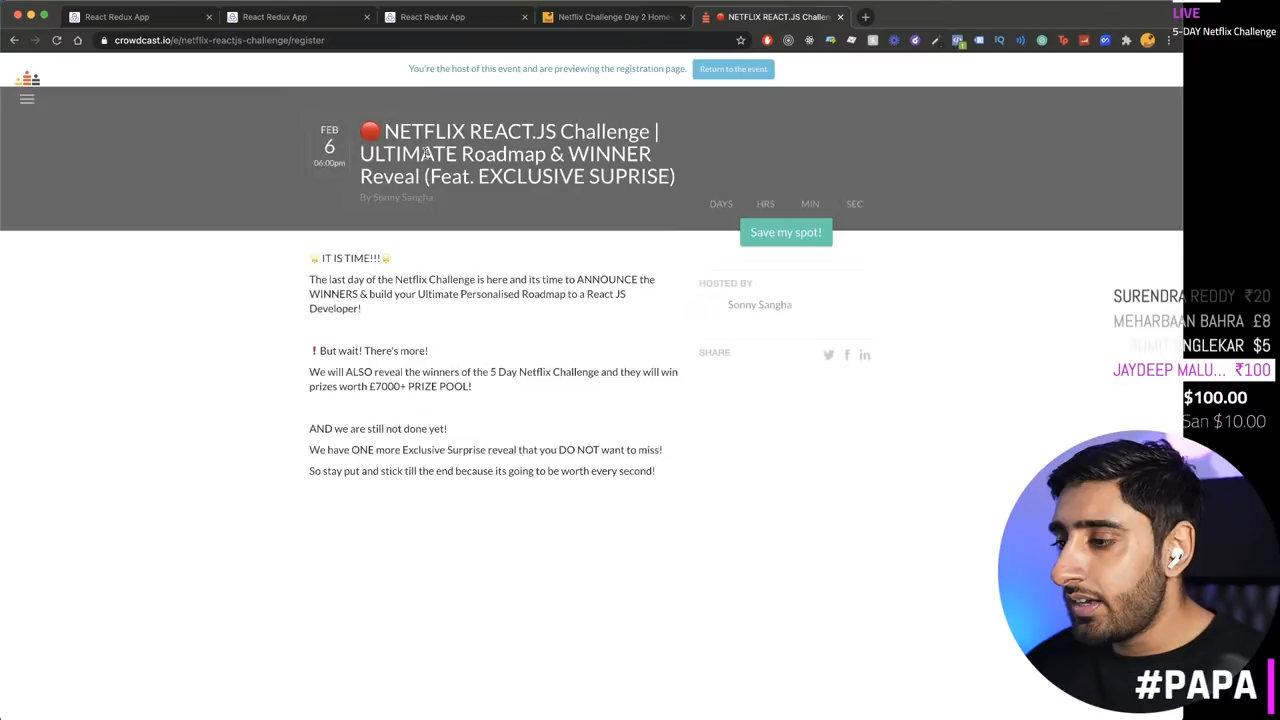 React Redux App
React Redux App
React Redux App
Netflix Challenge Day 2 Home
NETFLIX REACT.JS Challen
LIVE
5-DAY Netflix Challenge
crowdcast.io/e/netflix-reactjs-challenge/register
You're the host of this event and are previewing the registration page.
Return to the event
FEB
6
06:00pm
🔴 NETFLIX REACT.JS Challenge |
ULTIMATE Roadmap & WINNER
Reveal (Feat. EXCLUSIVE SUPRISE)
By Sonny Sangha
DAYS HRS MIN SEC
Save my spot!
IT IS TIME!!!
The last day of the Netflix Challenge is here and its time to ANNOUNCE the
WINNERS & build your Ultimate Personalised Roadmap to a React JS
Developer!
❗But wait! There's more!
We will ALSO reveal the winners of the 5 Day Netflix Challenge and they will win
prizes worth £7000+ PRIZE POOL!
AND we are still not done yet!
We have ONE more Exclusive Surprise reveal that you DO NOT want to miss!
So stay put and stick till the end because its going to be worth every second!
HOSTED BY
Sonny Sangha
SHARE
SURENDRA REDDY ₹20
MEHARBAAN BAHRA £8
SUMIT ANGLEKAR $5
JAYDEEP MALU... ₹100
$100.00
San $10.00
#PAPA